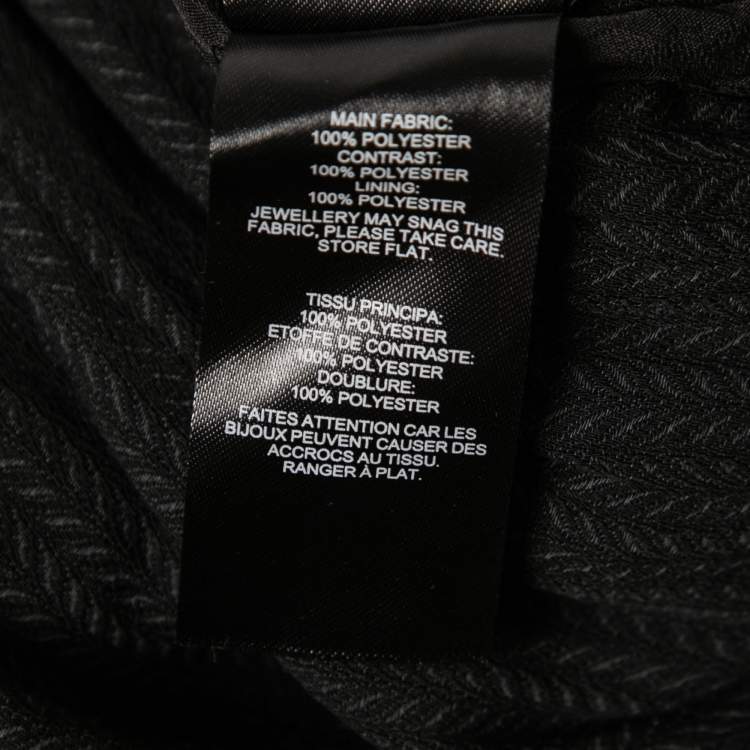 MAIN FABRIC:
100% POLYESTER
CONTRAST:
100% POLYESTER
LINING:
100% POLYESTER
JEWELLERY MAY SNAG THIS
FABRIC, PLEASE TAKE CARE.
STORE FLAT.
TISSU PRINCIPA:
100% POLYESTER
ETOFFE DE CONTRASTE:
100% POLYESTER
DOUBLURE:
100% POLYESTER
FAITES ATTENTION CAR LES
BIJOUX PEUVENT CAUSER DES
ACCROCS AU TISSU.
RANGER À PLAT.